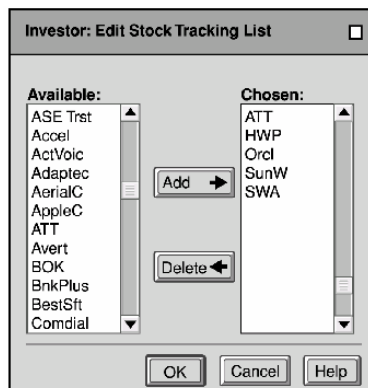 Investor: Edit Stock Tracking List
Available:
ASE Trst
Accel
ActVoic
Adaptec
AerialC
AppleC
ATT
Avert
BOK
BnkPlus
BestSft
Comdial
Add
Delete
Chosen:
ATT
HWP
Orcl
SunW
SWA
OK
Cancel
Help